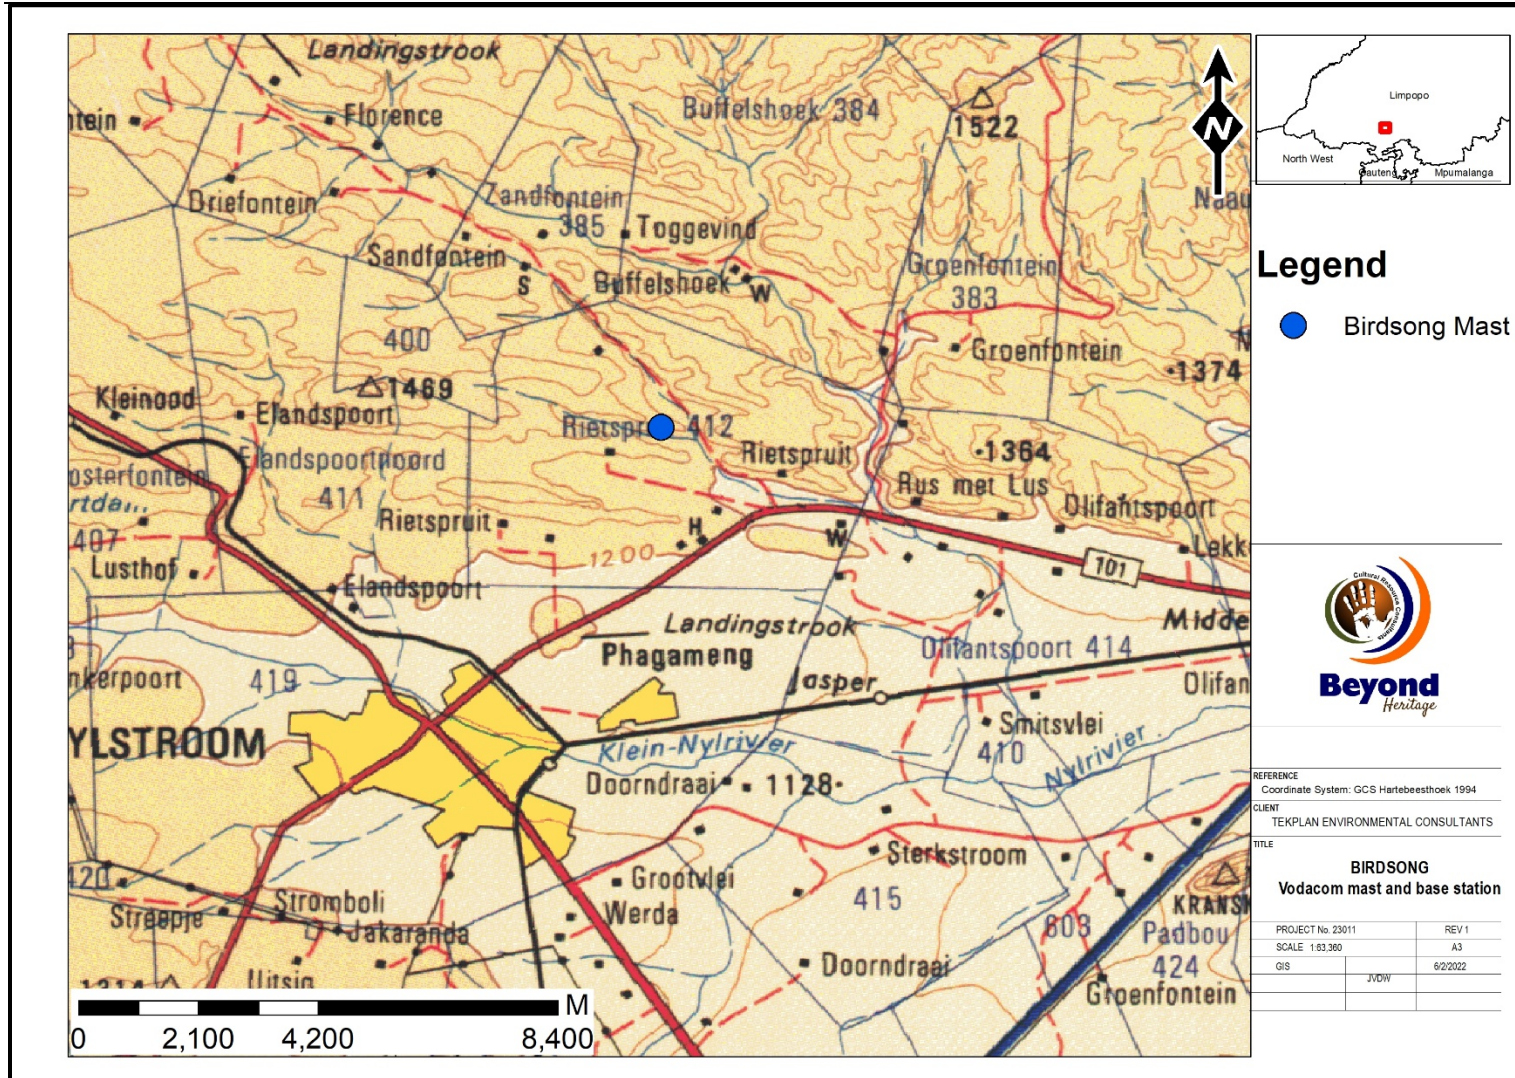 Landingstrook
Florence
Buffelshoek 384
1522
Driefontein
Zandfontein
385
Toggevind
Sandfontein
S
Buffelshoek
W
Groenfontein
383
400
Groenfontein
1374
1469
Kleinood
Elandspoort
412
Elandspoortnoord
411
Rietspruit
1364
Rus met Lus
Olifantspoort
407
Rietspruit
H
W
1200
Lusthof
Elandspoort
101
Landingstrook
Phagameng
Olifantspoort 414
419
Jasper
YLSTROOM
Klein-Nylrivier
Smitsvlei
410
Nylrivier
Doorndraai
1128
Sterkstroom
420
Grootvlei
415
Stromboli
Streepje
Werda
Jakaranda
603
Padbou
424
Doorndraai
Groenfontein
M
0
2,100
4,200
8,400
N
Limpopo
North West
Gauteng
Mpumalanga
Legend
Birdsong Mast
Cultural Resource Consultants
Beyond
Heritage
REFERENCE
Coordinate System: GCS Hartebeesthoek 1994
CLIENT
TEKPLAN ENVIRONMENTAL CONSULTANTS
TITLE
BIRDSONG
Vodacom mast and base station
PROJECT No. 23011
REV 1
SCALE 1:63,360
A3
GIS
JVDW
6/2/2022